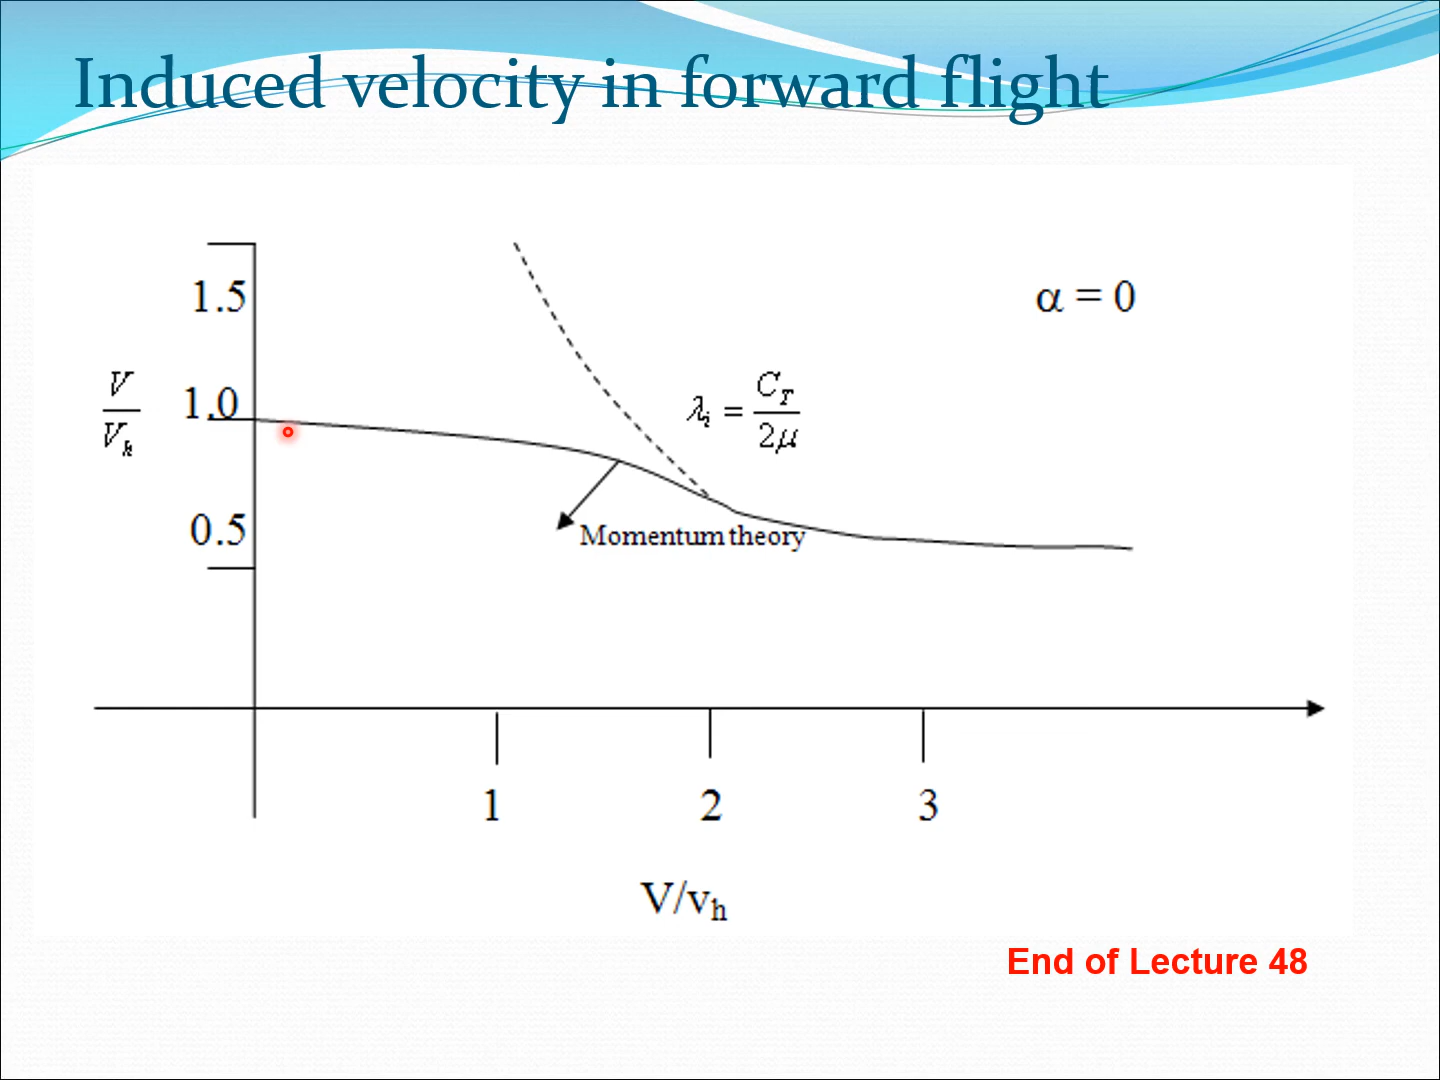 Induced velocity in forward flight
1.5
α = 0
V/V_h
1.0
λ_i = C_T/2μ
0.5
Momentum theory
1 2 3
V/v_h
End of Lecture 48